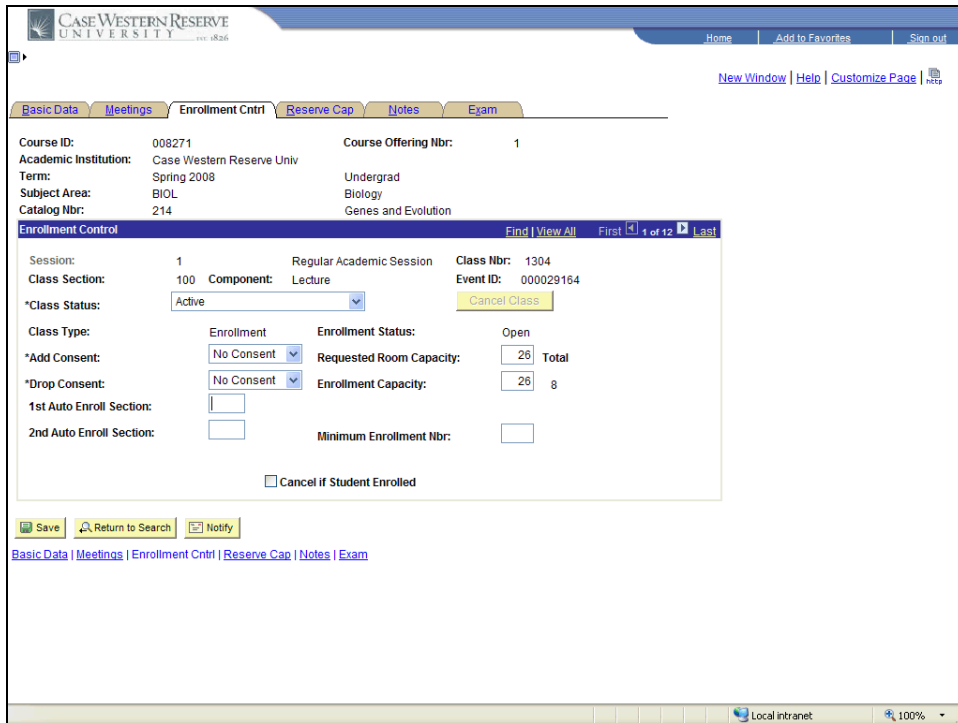 CASE WESTERN RESERVE
UNIVERSITY EST. 1826
Home Add to Favorites Sign out
New Window | Help | Customize Page | http
Basic Data Meetings Enrollment Cntrl Reserve Cap Notes Exam
Course ID: 008271 Course Offering Nbr: 1
Academic Institution: Case Western Reserve Univ
Term: Spring 2008 Undergrad
Subject Area: BIOL Biology
Catalog Nbr: 214 Genes and Evolution
Enrollment Control Find | View All First 1 of 12 Last
Session: 1 Regular Academic Session Class Nbr: 1304
Class Section: 100 Component: Lecture Event ID: 000029164
*Class Status: Active Cancel Class
Class Type: Enrollment Enrollment Status: Open
*Add Consent: No Consent Requested Room Capacity: 26 Total
*Drop Consent: No Consent Enrollment Capacity: 26 8
1st Auto Enroll Section:
2nd Auto Enroll Section: Minimum Enrollment Nbr:
Cancel if Student Enrolled
Save Return to Search Notify
Basic Data | Meetings | Enrollment Cntrl | Reserve Cap | Notes | Exam
Local intranet 100%